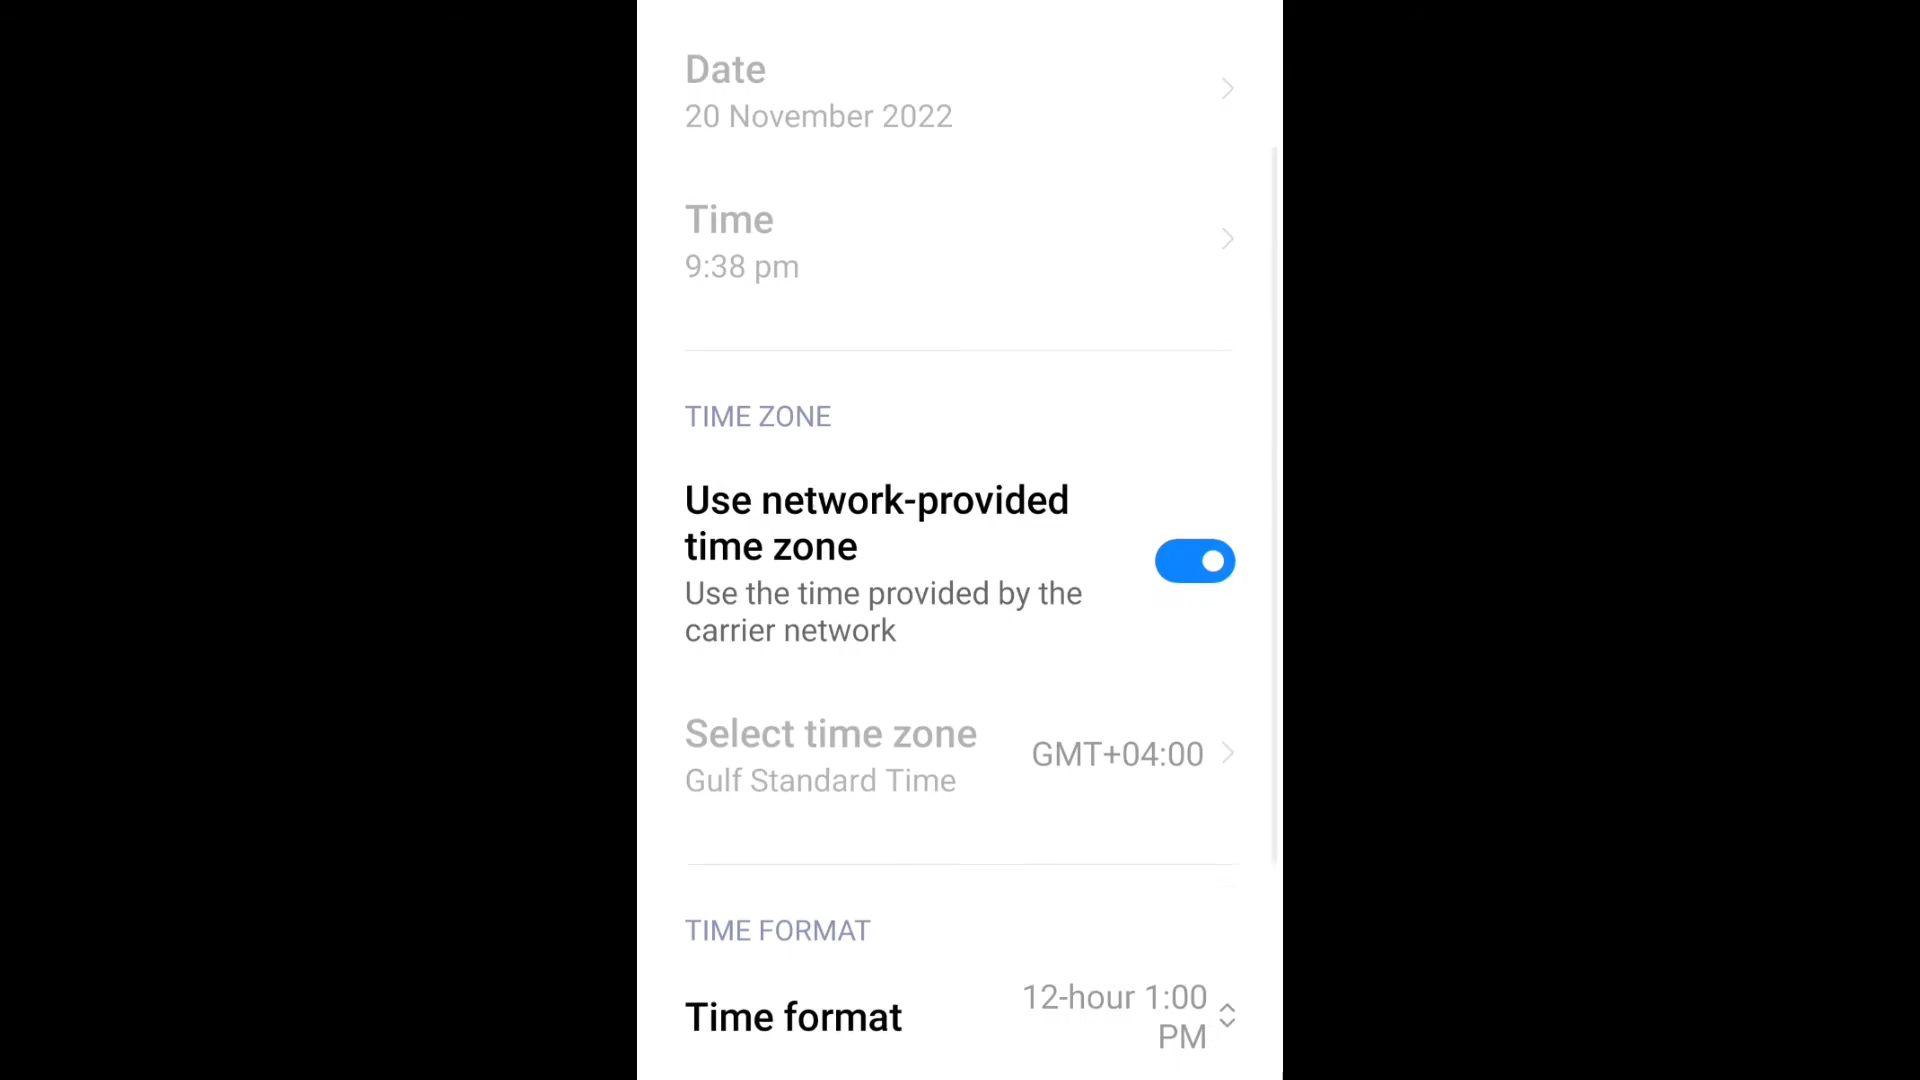 Date
20 November 2022
Time
9:38 pm
TIME ZONE
Use network-provided
time zone
Use the time provided by the
carrier network
Select time zone
Gulf Standard Time
GMT+04:00
TIME FORMAT
Time format
12-hour 1:00
PM